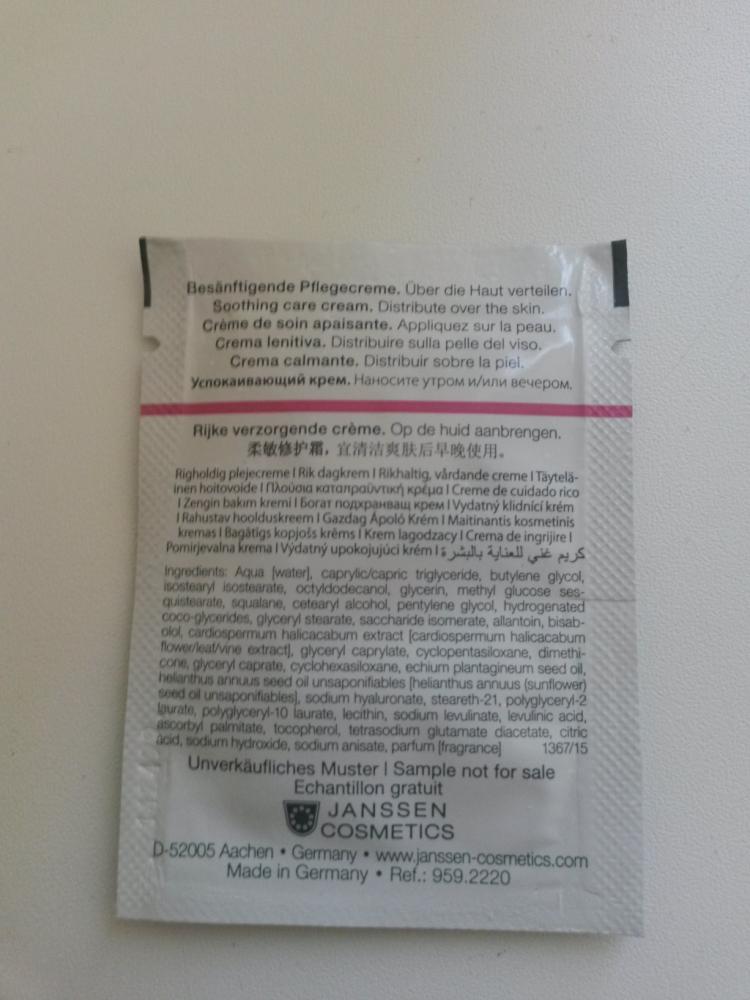 Besänftigende Pflegecreme. Über die Haut verteilen.
Soothing care cream. Distribute over the skin.
Crème de soin apaisante. Appliquez sur la peau.
Crema lenitiva. Distribuire sulla pelle del viso.
Crema calmante. Distribuir sobre la piel.
Успокаивающий крем. Наносите утром и/или вечером.
Rijke verzorgende crème. Op de huid aanbrengen.
柔敏修护霜，宜清洁爽肤后早晚使用。
Righoldig plejecreme I Rik dagkrem I Rikhaltig, vårdande creme I Täytelä-
inen hoitovoide I Πλούσια καταπραϋντική κρέμα I Creme de cuidado rico
I Zengin bakım kremi I Богат подхранващ крем I Vydatný klidnící krém
I Rahustav hoolduskreem I Gazdag Ápoló Krém I Maitinantis kosmetinis
kremas I Bagātīgs kopjošs krēms I Krem łagodzacy I Crema de ingrijire I
Pomirjevalna krema I Výdatný upokojujúci krém I كريم غني للعناية بالبشرة
Ingredients: Aqua [water], caprylic/capric triglyceride, butylene glycol,
isostearyl isostearate, octyldodecanol, glycerin, methyl glucose ses-
quistearate, squalane, cetearyl alcohol, pentylene glycol, hydrogenated
coco-glycerides, glyceryl stearate, saccharide isomerate, allantoin, bisab-
olol, cardiospermum halicacabum extract [cardiospermum halicacabum
flower/leaf/vine extract], glyceryl caprylate, cyclopentasiloxane, dimethi-
cone, glyceryl caprate, cyclohexasiloxane, echium plantagineum seed oil,
helianthus annuus seed oil unsaponifiables [helianthus annuus (sunflower)
seed oil unsaponifiables], sodium hyaluronate, steareth-21, polyglyceryl-2
laurate, polyglyceryl-10 laurate, lecithin, sodium levulinate, levulinic acid,
ascorbyl palmitate, tocopherol, tetrasodium glutamate diacetate, citric
acid, sodium hydroxide, sodium anisate, parfum [fragrance] 1367/15
Unverkäufliches Muster I Sample not for sale
Echantillon gratuit
JANSSEN
COSMETICS
D-52005 Aachen • Germany • www.janssen-cosmetics.com
Made in Germany • Ref.: 959.2220